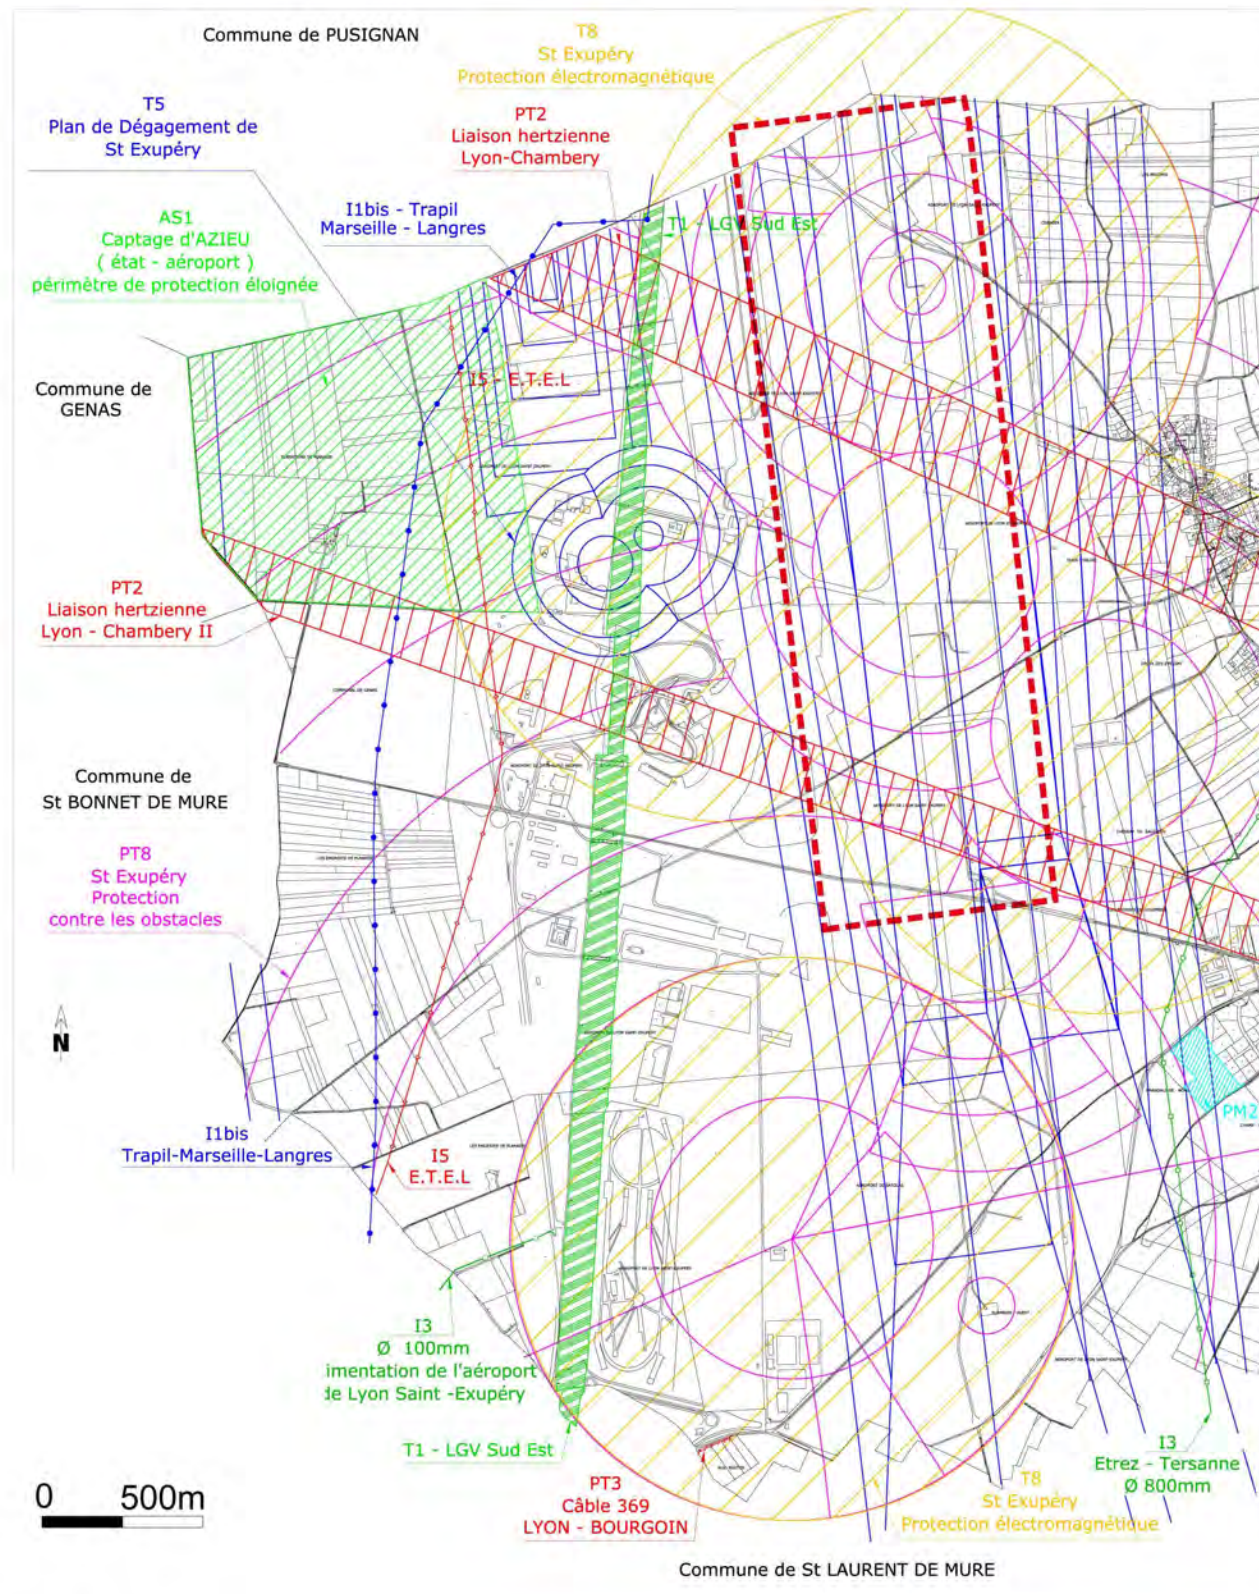 Commune de PUSIGNAN
T8
St Exupéry
Protection électromagnétique
T5
Plan de Dégagement de
St Exupéry
PT2
Liaison hertzienne
Lyon-Chambery
I1bis - Trapil
Marseille - Langres
T1 - LGV Sud Est
AS1
Captage d'AZIEU
( état - aéroport )
périmètre de protection éloignée
I5 - E.T.E.L
Commune de
GENAS
PT2
Liaison hertzienne
Lyon - Chambery II
Commune de
St BONNET DE MURE
PT8
St Exupéry
Protection
contre les obstacles
N
PM2
I1bis
Trapil-Marseille-Langres
I5
E.T.E.L
I3
Ø 100mm
imentation de l'aéroport
de Lyon Saint -Exupéry
T1 - LGV Sud Est
I3
Etrez - Tersanne
Ø 800mm
PT3
Câble 369
LYON - BOURGOIN
T8
St Exupéry
Protection électromagnétique
0 500m
Commune de St LAURENT DE MURE